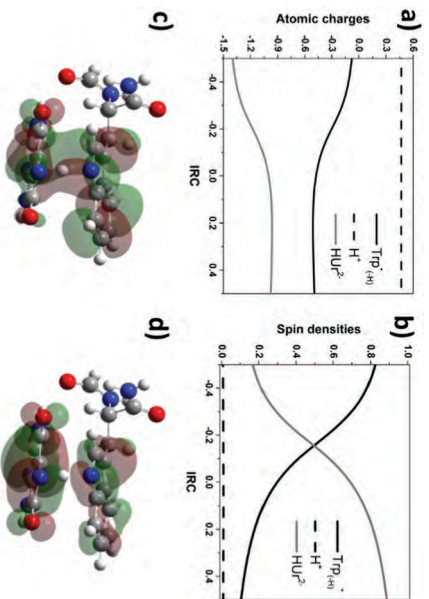 a)
Atomic charges
0.6
0.3
0.0
-0.3
-0.6
-0.9
-1.2
-1.5
Trp•(-H)
H⁺
HUr²⁻
-0.4 -0.2 0.0 0.2 0.4
IRC
b)
Spin densities
1.0
0.8
0.6
0.4
0.2
0.0
Trp(-H)•
H⁺
HUr²⁻
-0.4 -0.2 0.0 0.2 0.4
IRC
c)
d)